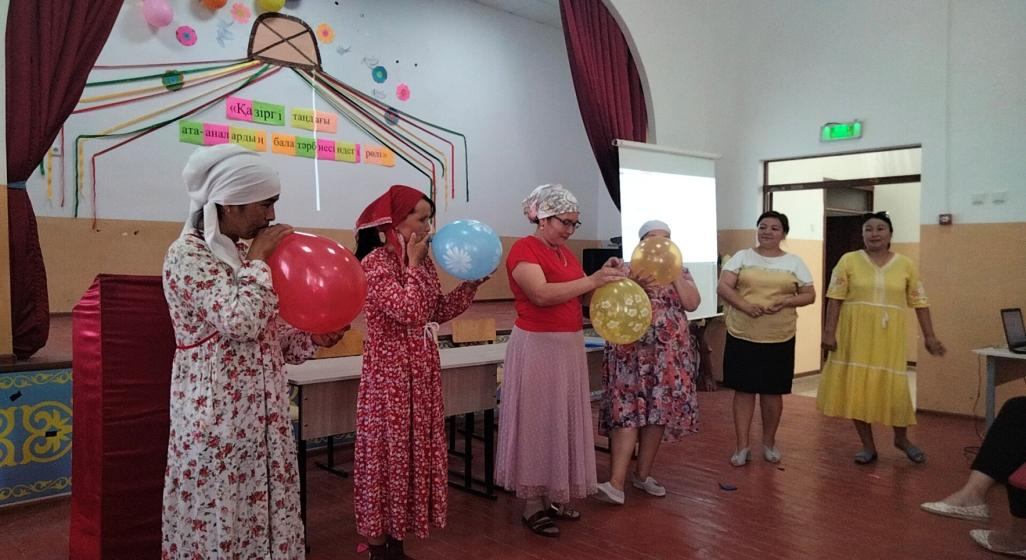 «Қазіргі таңдағы
ата-аналардың бала тәрбиесіндегі рөлі»